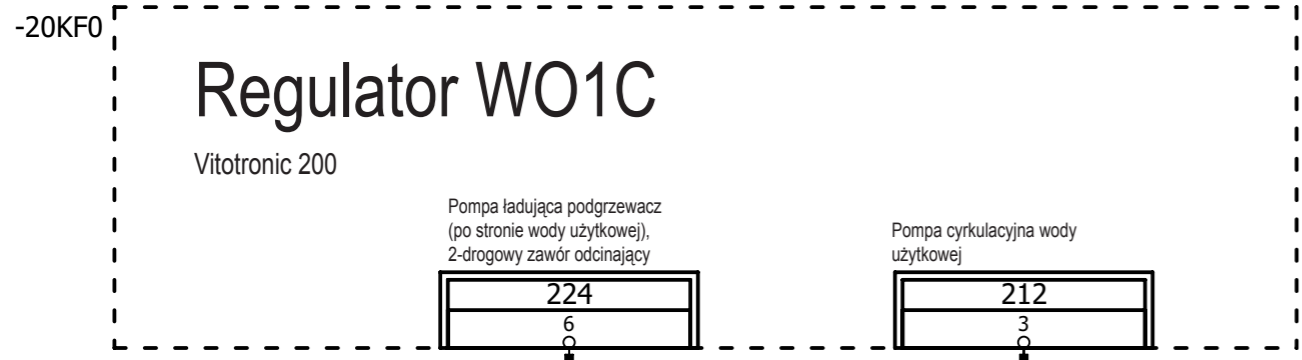 -20KF0
Regulator WO1C
Vitotronic 200
Pompa ładująca podgrzewacz
(po stronie wody użytkowej),
2-drogowy zawór odcinający
Pompa cyrkulacyjna wody
użytkowej
224
212
6
3